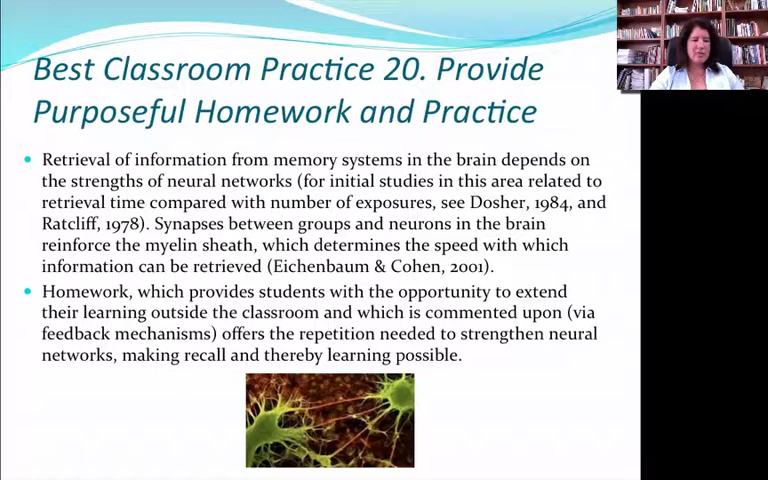 Best Classroom Practice 20. Provide
Purposeful Homework and Practice
• Retrieval of information from memory systems in the brain depends on
the strengths of neural networks (for initial studies in this area related to
retrieval time compared with number of exposures, see Dosher, 1984, and
Ratcliff, 1978). Synapses between groups and neurons in the brain
reinforce the myelin sheath, which determines the speed with which
information can be retrieved (Eichenbaum & Cohen, 2001).
• Homework, which provides students with the opportunity to extend
their learning outside the classroom and which is commented upon (via
feedback mechanisms) offers the repetition needed to strengthen neural
networks, making recall and thereby learning possible.